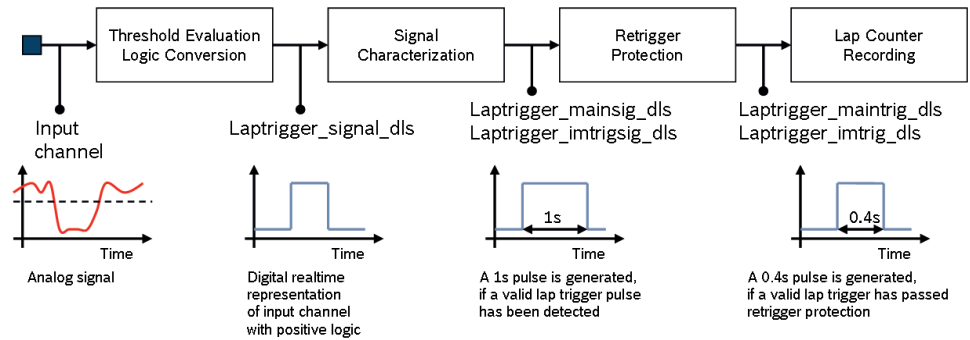 Threshold Evaluation
Logic Conversion
Signal
Characterization
Retrigger
Protection
Lap Counter
Recording
Input
channel
Laptrigger_signal_dls
Laptrigger_mainsig_dls
Laptrigger_imtrigsig_dls
Laptrigger_maintrig_dls
Laptrigger_imtrig_dls
Time
Analog signal
Time
Digital realtime
representation
of input channel
with positive logic
1s
Time
A 1s pulse is generated,
if a valid lap trigger pulse
has been detected
0.4s
Time
A 0.4s pulse is generated,
if a valid lap trigger has passed
retrigger protection